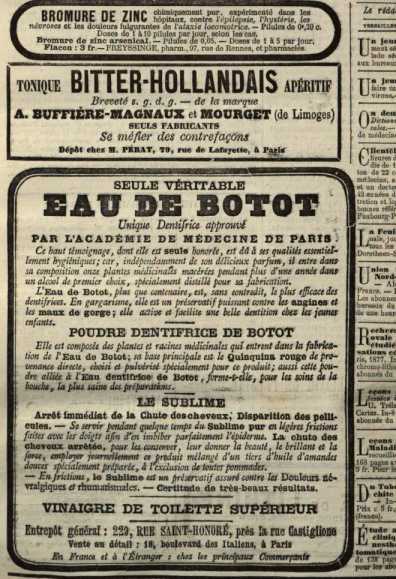 BROMURE DE ZINC chimiquement pur, expérimenté dans les
hôpitaux, contre l'épilepsie, l'hystérie, les
névroses et les douleurs fulgurantes de l'ataxie locomotrice. — Pilules de 0g,20 c.
Doses de 1 à 10 pilules par jour, selon les cas.
Bromure de zinc arsenical. — Pilules de 0g,05. — Doses de 1 à 5 par jour.
Flacon : 3 fr. — FREYSSINGE, pharm., 97, rue de Rennes, et pharmacies.
TONIQUE BITTER-HOLLANDAIS APÉRITIF
Breveté s. g. d. g. — de la marque
A. BUFFIÈRE-MAGNAUX et MOURGET (de Limoges)
SEULS FABRICANTS
Se méfier des contrefaçons
Dépôt chez M. PÉRAT, 79, rue de Lafayette, à Paris
SEULE VÉRITABLE
EAU DE BOTOT
Unique Dentifrice approuvé
PAR L'ACADÉMIE DE MÉDECINE DE PARIS
Ce haut témoignage, dont elle est seule honorée, est dû à ses qualités essentiel-
lement hygiéniques; car, indépendamment de son délicieux parfum, il entre dans
sa composition onze plantes médicinales macérées pendant plus d'une année dans
un alcool de premier choix, spécialement distillé pour sa fabrication.
L'Eau de Botot, plus que centenaire, est, sans contredit, la plus efficace des
dentifrices. En gargarisme, elle est un préservatif puissant contre les angines et
les maux de gorge; elle active et facilite une belle dentition chez les jeunes
enfants.
POUDRE DENTIFRICE DE BOTOT
Elle est composée des plantes et racines médicinales qui entrent dans la fabrica-
tion de l'Eau de Botot; sa base principale est le Quinquina rouge de pro-
venance directe, choisi et pulvérisé spécialement pour ce produit; aussi cette pou-
dre alliée à l'Eau dentifrice de Botot, forme-t-elle, pour les soins de la
bouche, la plus saine des préparations.
LE SUBLIME
Arrêt immédiat de la Chute des cheveux, Disparition des pelli-
cules. — Se servir pendant quelque temps du Sublime pur en légères frictions
faites avec les doigts afin d'en imbiber parfaitement l'épiderme. La chute des
cheveux arrêtée, pour les conserver, leur donner la beauté, le brillant et la
force, employer journellement ce produit mélangé d'un tiers d'huile d'amandes
douces spécialement préparée, à l'exclusion de toutes pommades.
— En frictions, le Sublime est un préservatif assuré contre les Douleurs né-
vralgiques et rhumatismales. — Certitude de très-beaux résultats.
VINAIGRE DE TOILETTE SUPÉRIEUR
Entrepôt général : 229, RUE SAINT-HONORÉ, près la rue Castiglione
Vente au détail : 18, boulevard des Italiens, à Paris
En France et à l'Étranger : chez les principaux Commerçants